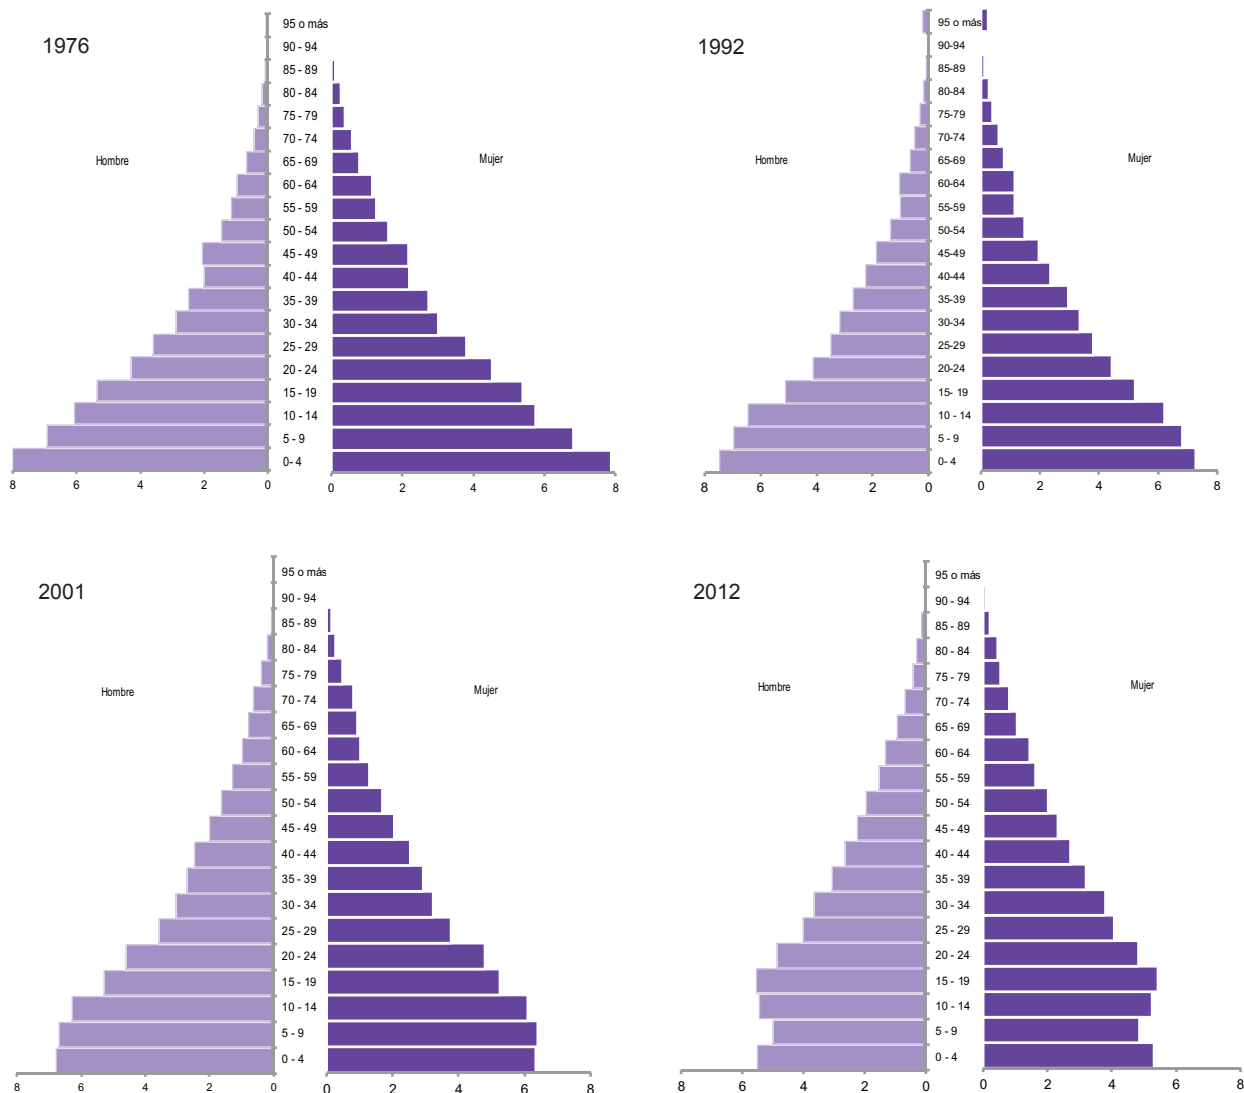 1976
Hombre
Mujer
95 o más
90 - 94
85 - 89
80 - 84
75 - 79
70 - 74
65 - 69
60 - 64
55 - 59
50 - 54
45 - 49
40 - 44
35 - 39
30 - 34
25 - 29
20 - 24
15 - 19
10 - 14
5 - 9
0- 4
8 6 4 2 0
0 2 4 6 8
1992
Hombre
Mujer
95 o más
90-94
85-89
80-84
75-79
70-74
65-69
60-64
55-59
50-54
45-49
40-44
35-39
30-34
25-29
20-24
15- 19
10 - 14
5 - 9
0- 4
8 6 4 2 0
0 2 4 6 8
2001
Hombre
Mujer
95 o más
90 - 94
85 - 89
80 - 84
75 - 79
70 - 74
65 - 69
60 - 64
55 - 59
50 - 54
45 - 49
40 - 44
35 - 39
30 - 34
25 - 29
20 - 24
15 - 19
10 - 14
5 - 9
0 - 4
8 6 4 2 0
0 2 4 6 8
2012
Hombre
Mujer
95 o más
90 - 94
85 - 89
80 - 84
75 - 79
70 - 74
65 - 69
60 - 64
55 - 59
50 - 54
45 - 49
40 - 44
35 - 39
30 - 34
25 - 29
20 - 24
15 - 19
10 - 14
5 - 9
0 - 4
8 6 4 2 0
0 2 4 6 8